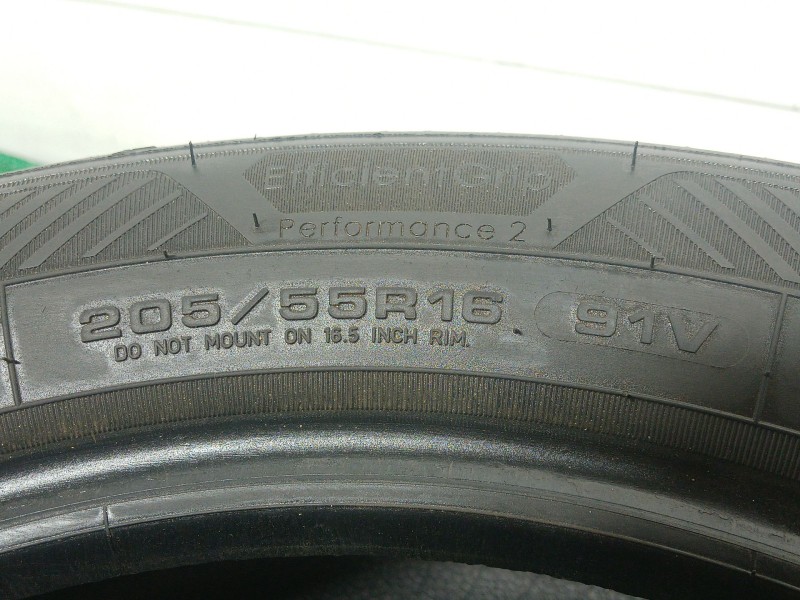 EfficientGrip
Performance 2
205/55R16 91V
DO NOT MOUNT ON 16.5 INCH RIM.